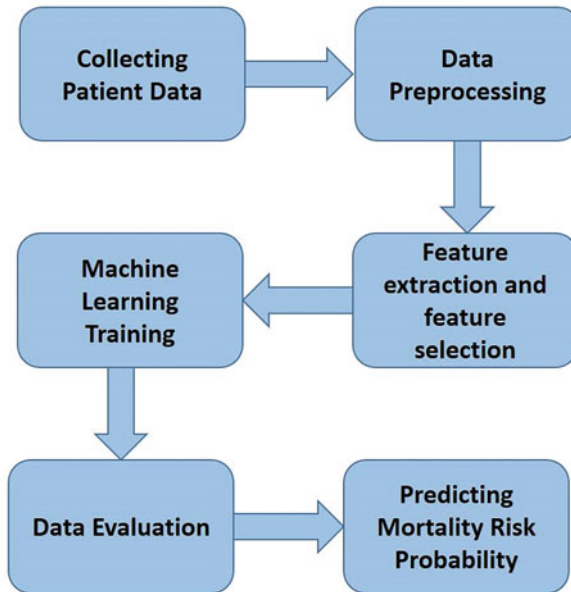 Collecting
Patient Data
Data
Preprocessing
Feature
extraction and
feature
selection
Machine
Learning
Training
Data Evaluation
Predicting
Mortality Risk
Probability